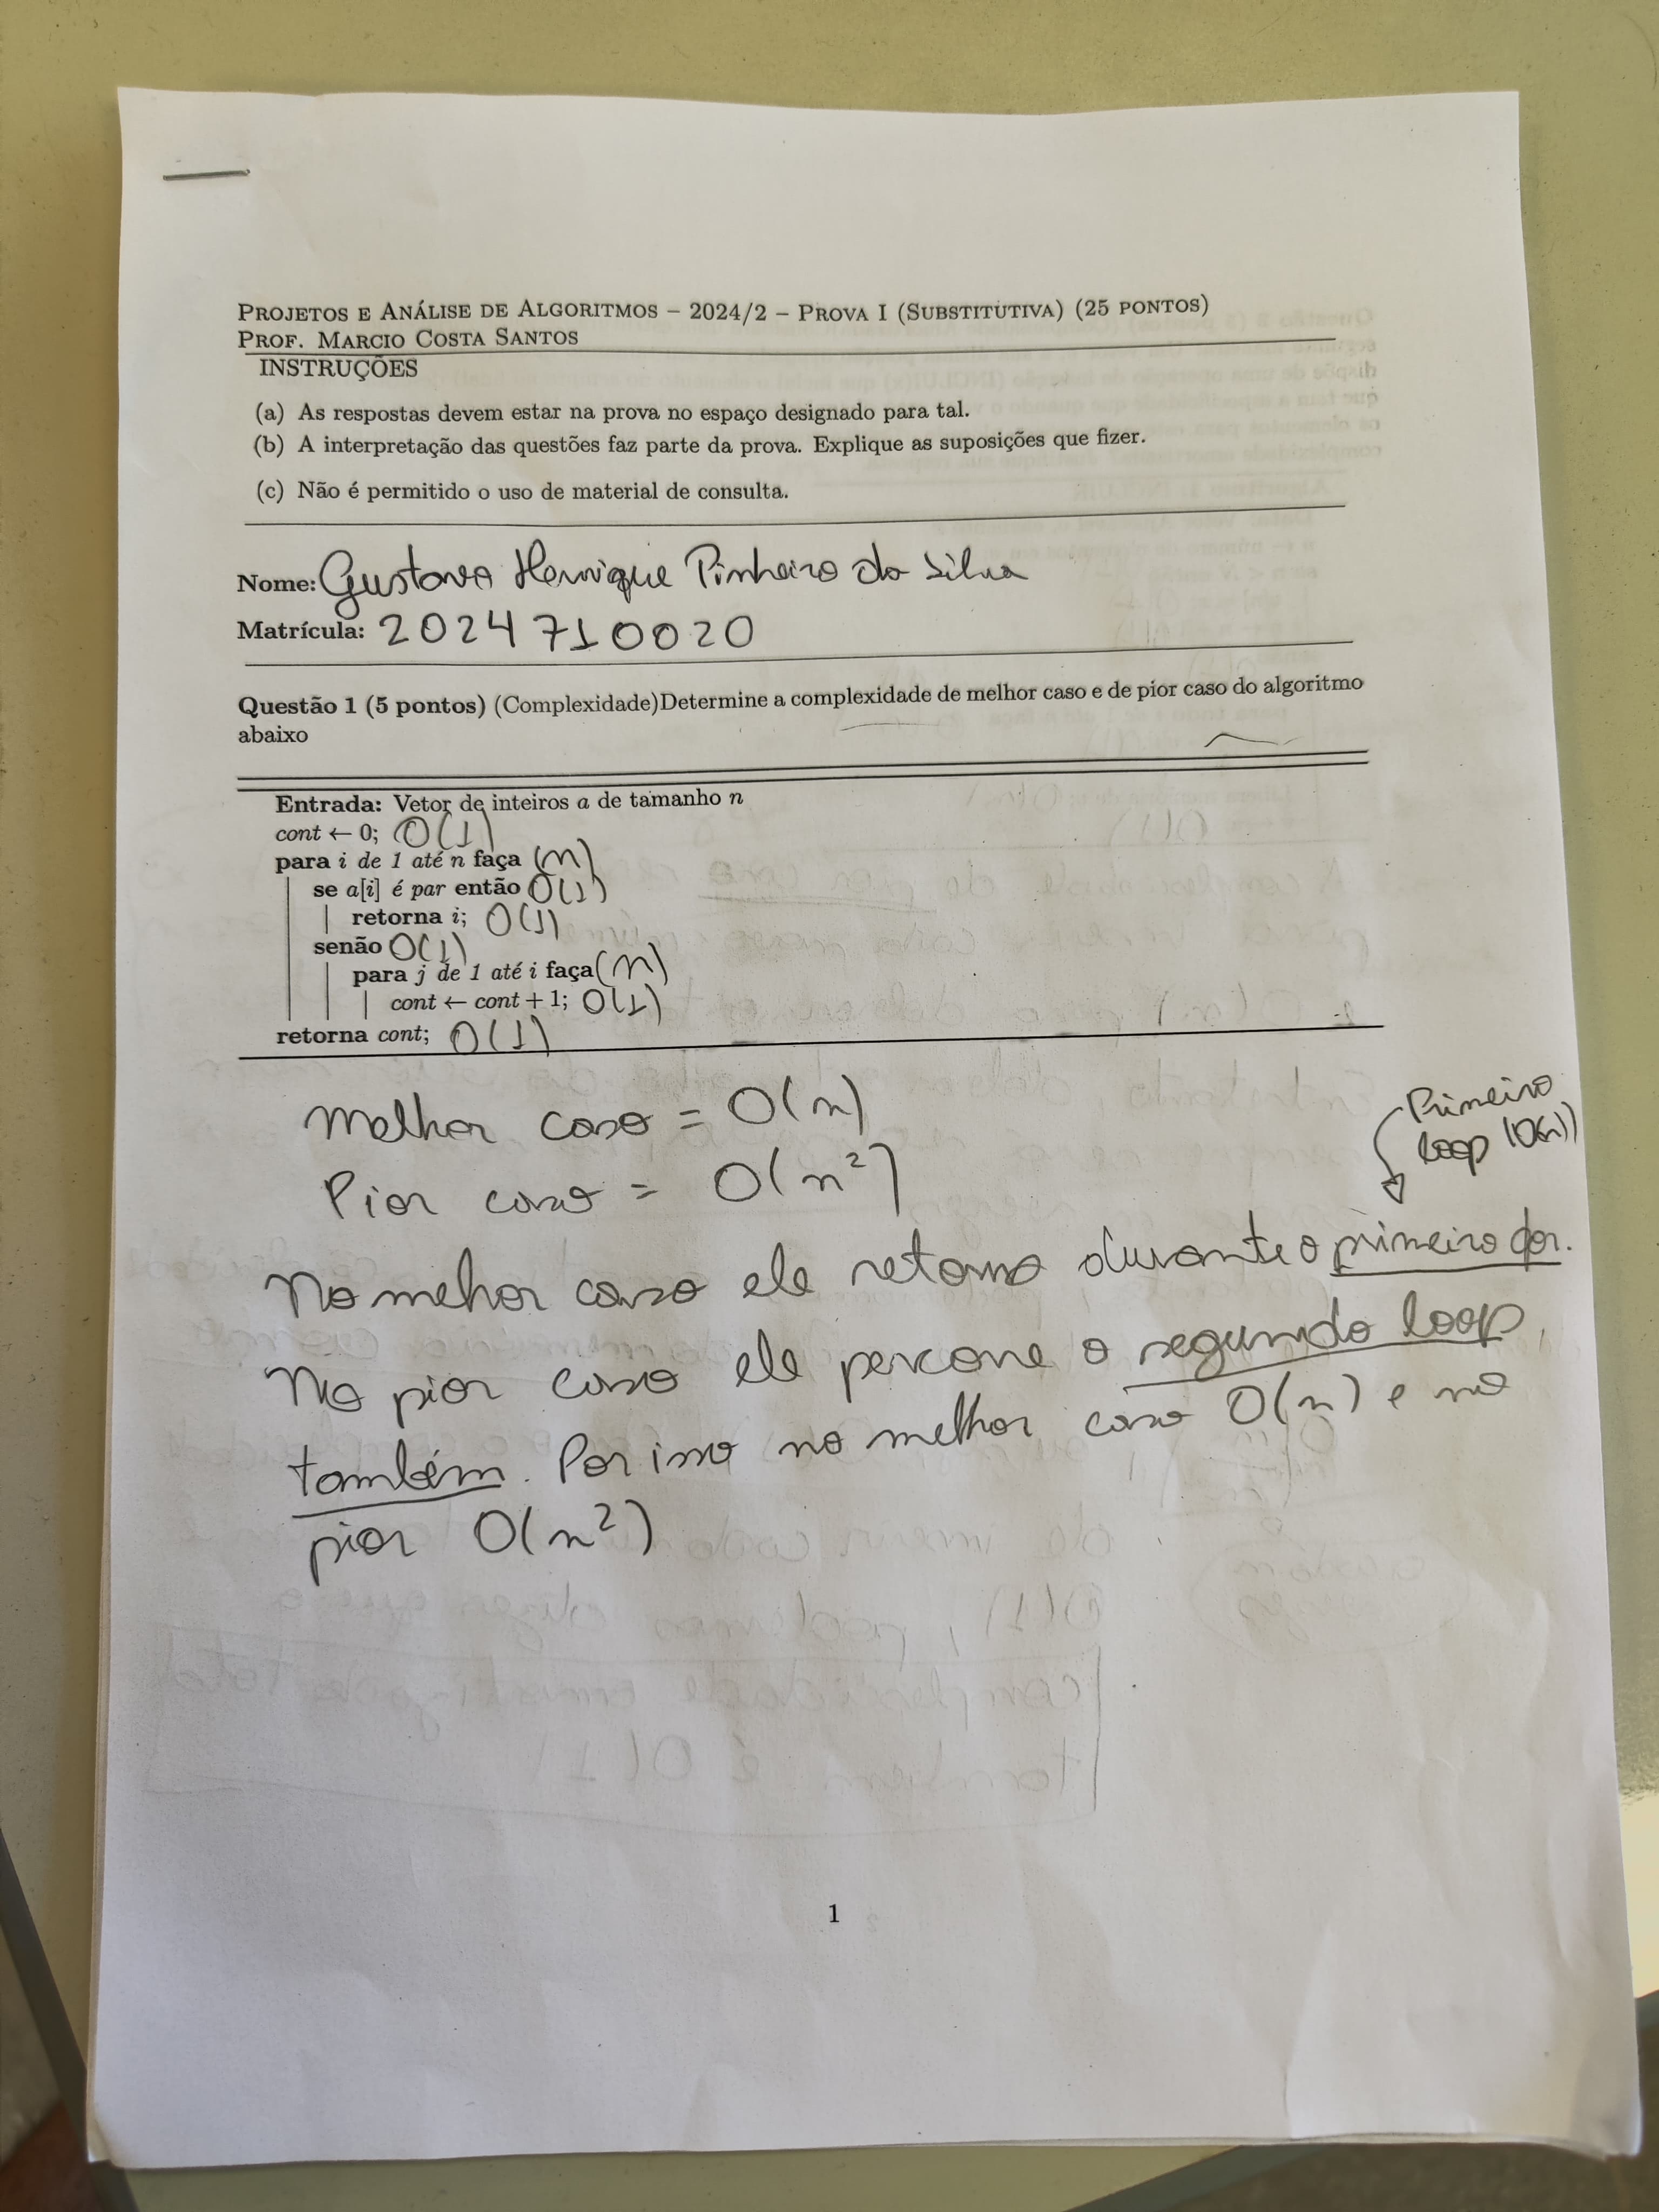 PROJETOS E ANÁLISE DE ALGORITMOS – 2024/2 – PROVA I (SUBSTITUTIVA) (25 PONTOS)
PROF. MARCIO COSTA SANTOS
INSTRUÇÕES
(a) As respostas devem estar na prova no espaço designado para tal.
(b) A interpretação das questões faz parte da prova. Explique as suposições que fizer.
(c) Não é permitido o uso de material de consulta.
Nome: Gustavo Henrique Pinheiro da Silva
Matrícula: 2024710020
Questão 1 (5 pontos) (Complexidade)Determine a complexidade de melhor caso e de pior caso do algoritmo
abaixo
Entrada: Vetor de inteiros a de tamanho n
cont ← 0; O(1)
para i de 1 até n faça (n)
se a[i] é par então O(1)
retorna i; O(1)
senão O(1)
para j de 1 até i faça (n)
cont ← cont + 1; O(1)
retorna cont; O(1)
Melhor caso = O(n)
Pior caso = O(n²)
Primeiro
loop (O(n))
No melhor caso ele retorna durante o primeiro for.
No pior caso ele percorre o segundo loop,
também. Por isso no melhor caso O(n) e no
pior O(n²)
1